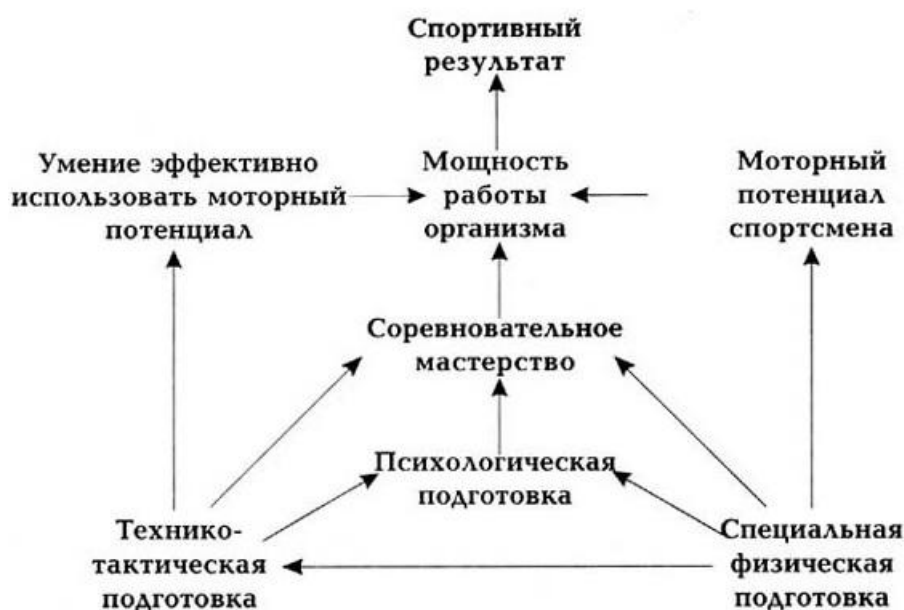 Спортивный
результат
Умение эффективно
использовать моторный
потенциал
Мощность
работы
организма
Моторный
потенциал
спортсмена
Соревновательное
мастерство
Психологическая
подготовка
Технико-
тактическая
подготовка
Специальная
физическая
подготовка